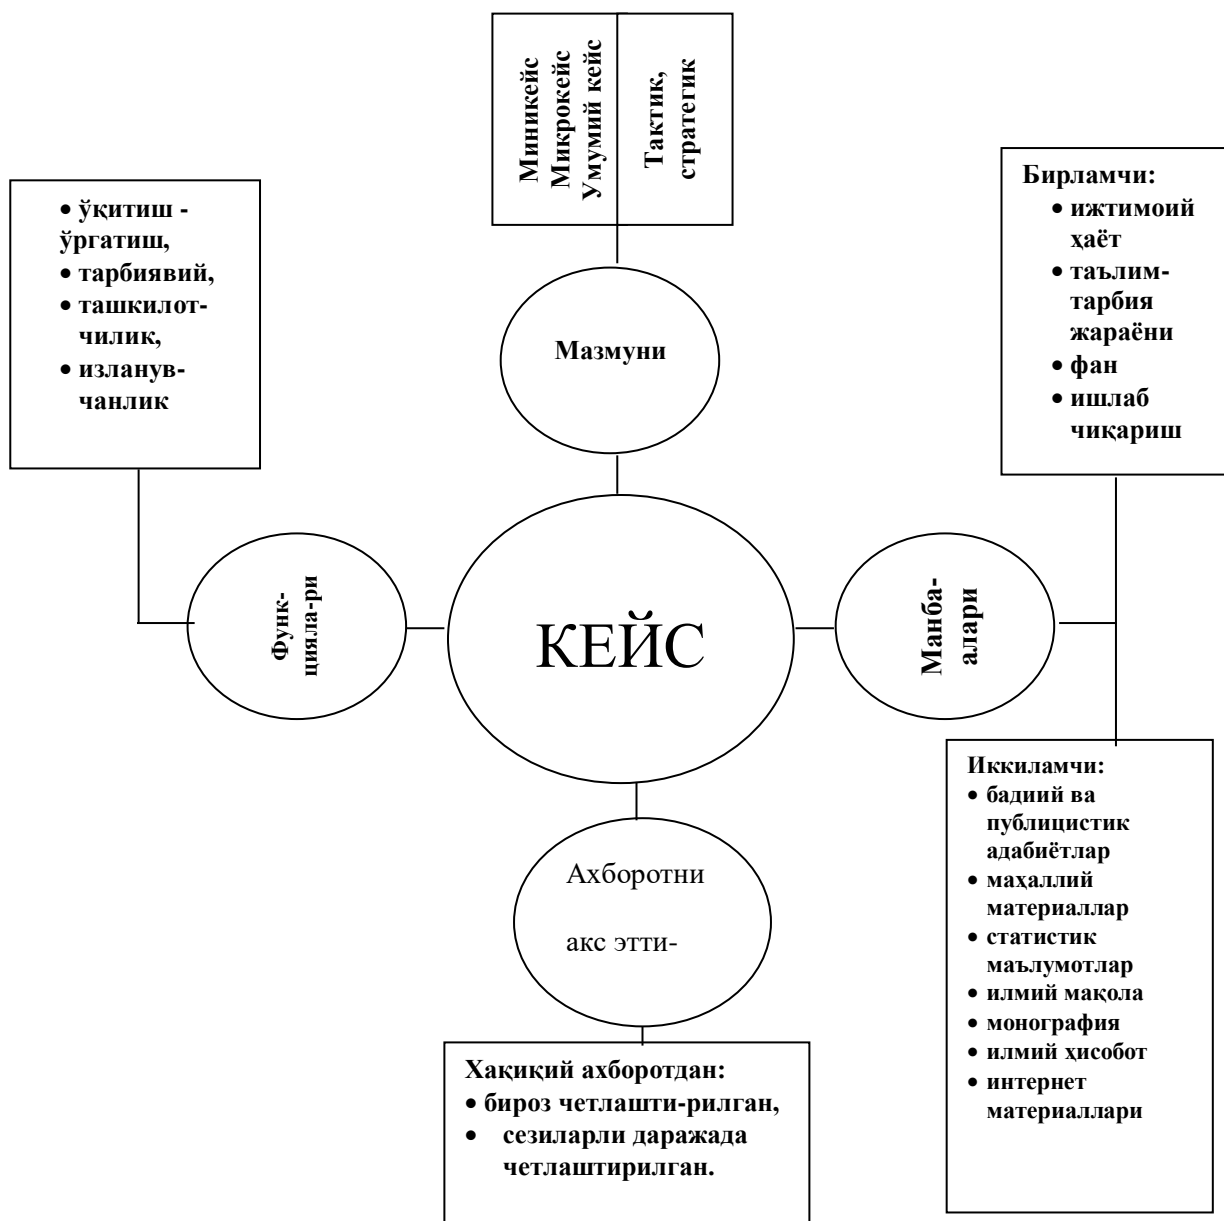 Миникейс
Микрокейс
Умумий кейс
Тактик,
стратегик
Мазмуни
• ўқитиш -
ўргатиш,
• тарбиявий,
• ташкилот-
чилик,
• изланув-
чанлик
Бирламчи:
• ижтимоий
ҳаёт
• таълим-
тарбия
жараёни
• фан
• ишлаб
чиқариш
Функ-
цияла-ри
КЕЙС
Манба-
алари
Ахборотни
акс этти-
Иккиламчи:
• бадиий ва
публицистик
адабиётлар
• маҳаллий
материаллар
• статистик
маълумотлар
• илмий мақола
• монография
• илмий ҳисобот
• интернет
материаллари
Хақиқий ахборотдан:
• бироз четлашти-рилган,
• сезиларли даражада
четлаштирилган.